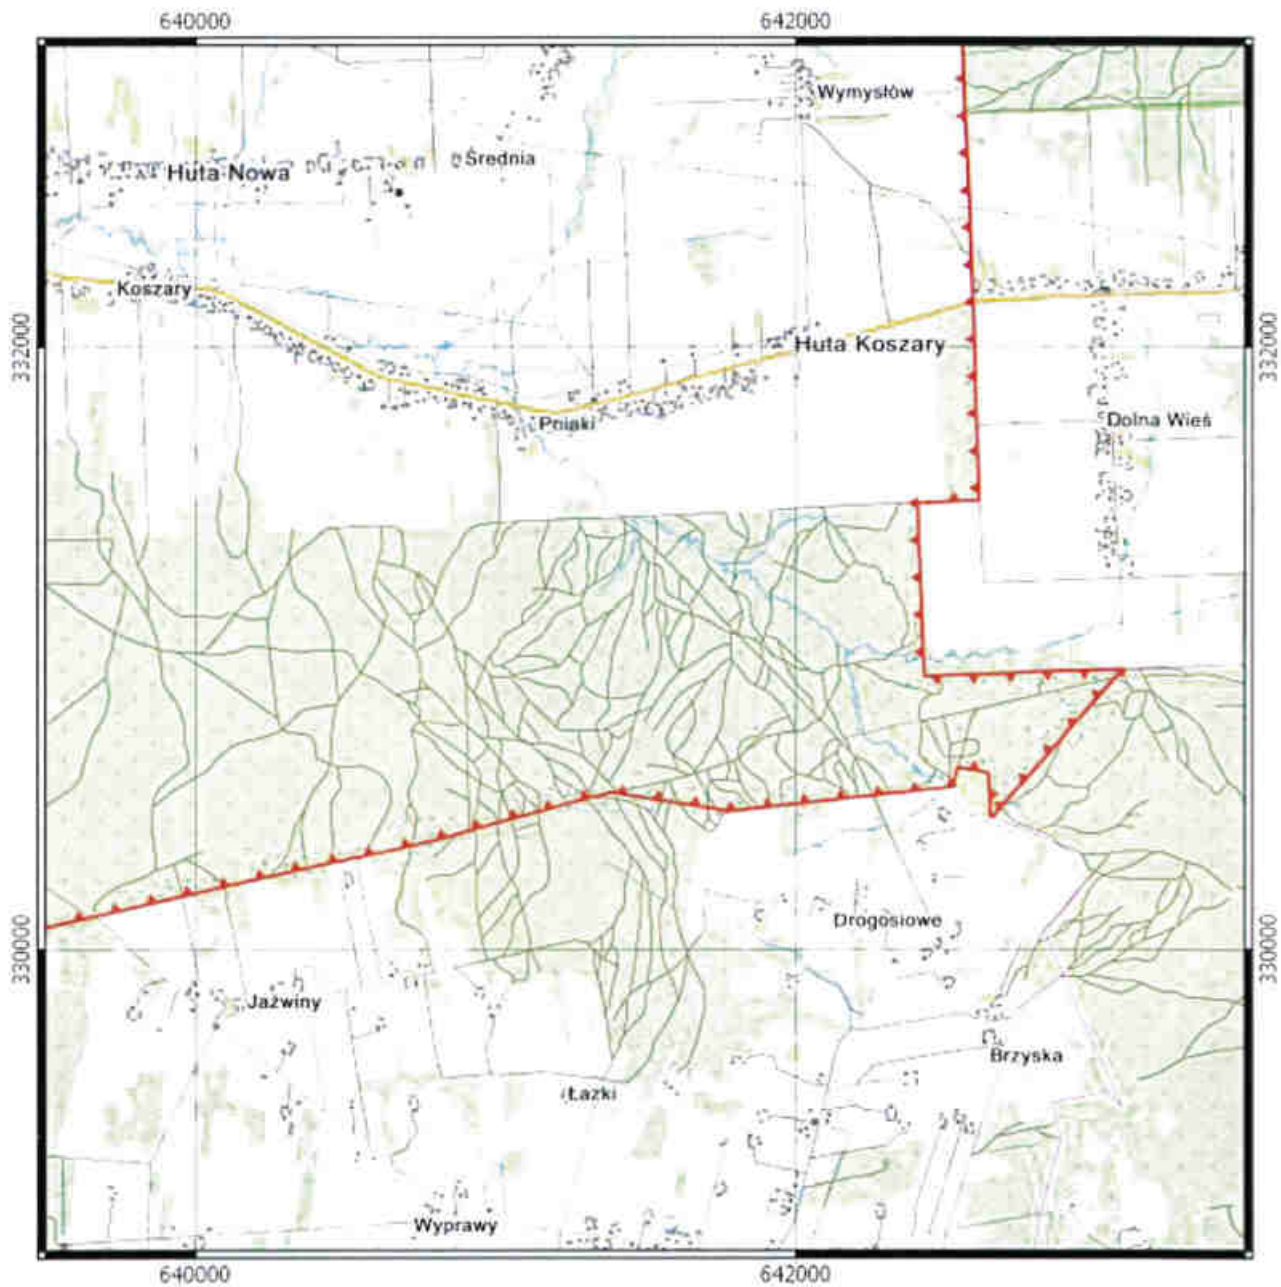 640000 642000
Wymysłów
Średnia
Huta Nowa
Koszary
332000 332000
Huta Koszary
Pniaki
Dolna Wieś
Drogosiowe
330000 330000
Jaźwiny
Brzyska
Łazki
Wyprawy
640000 642000